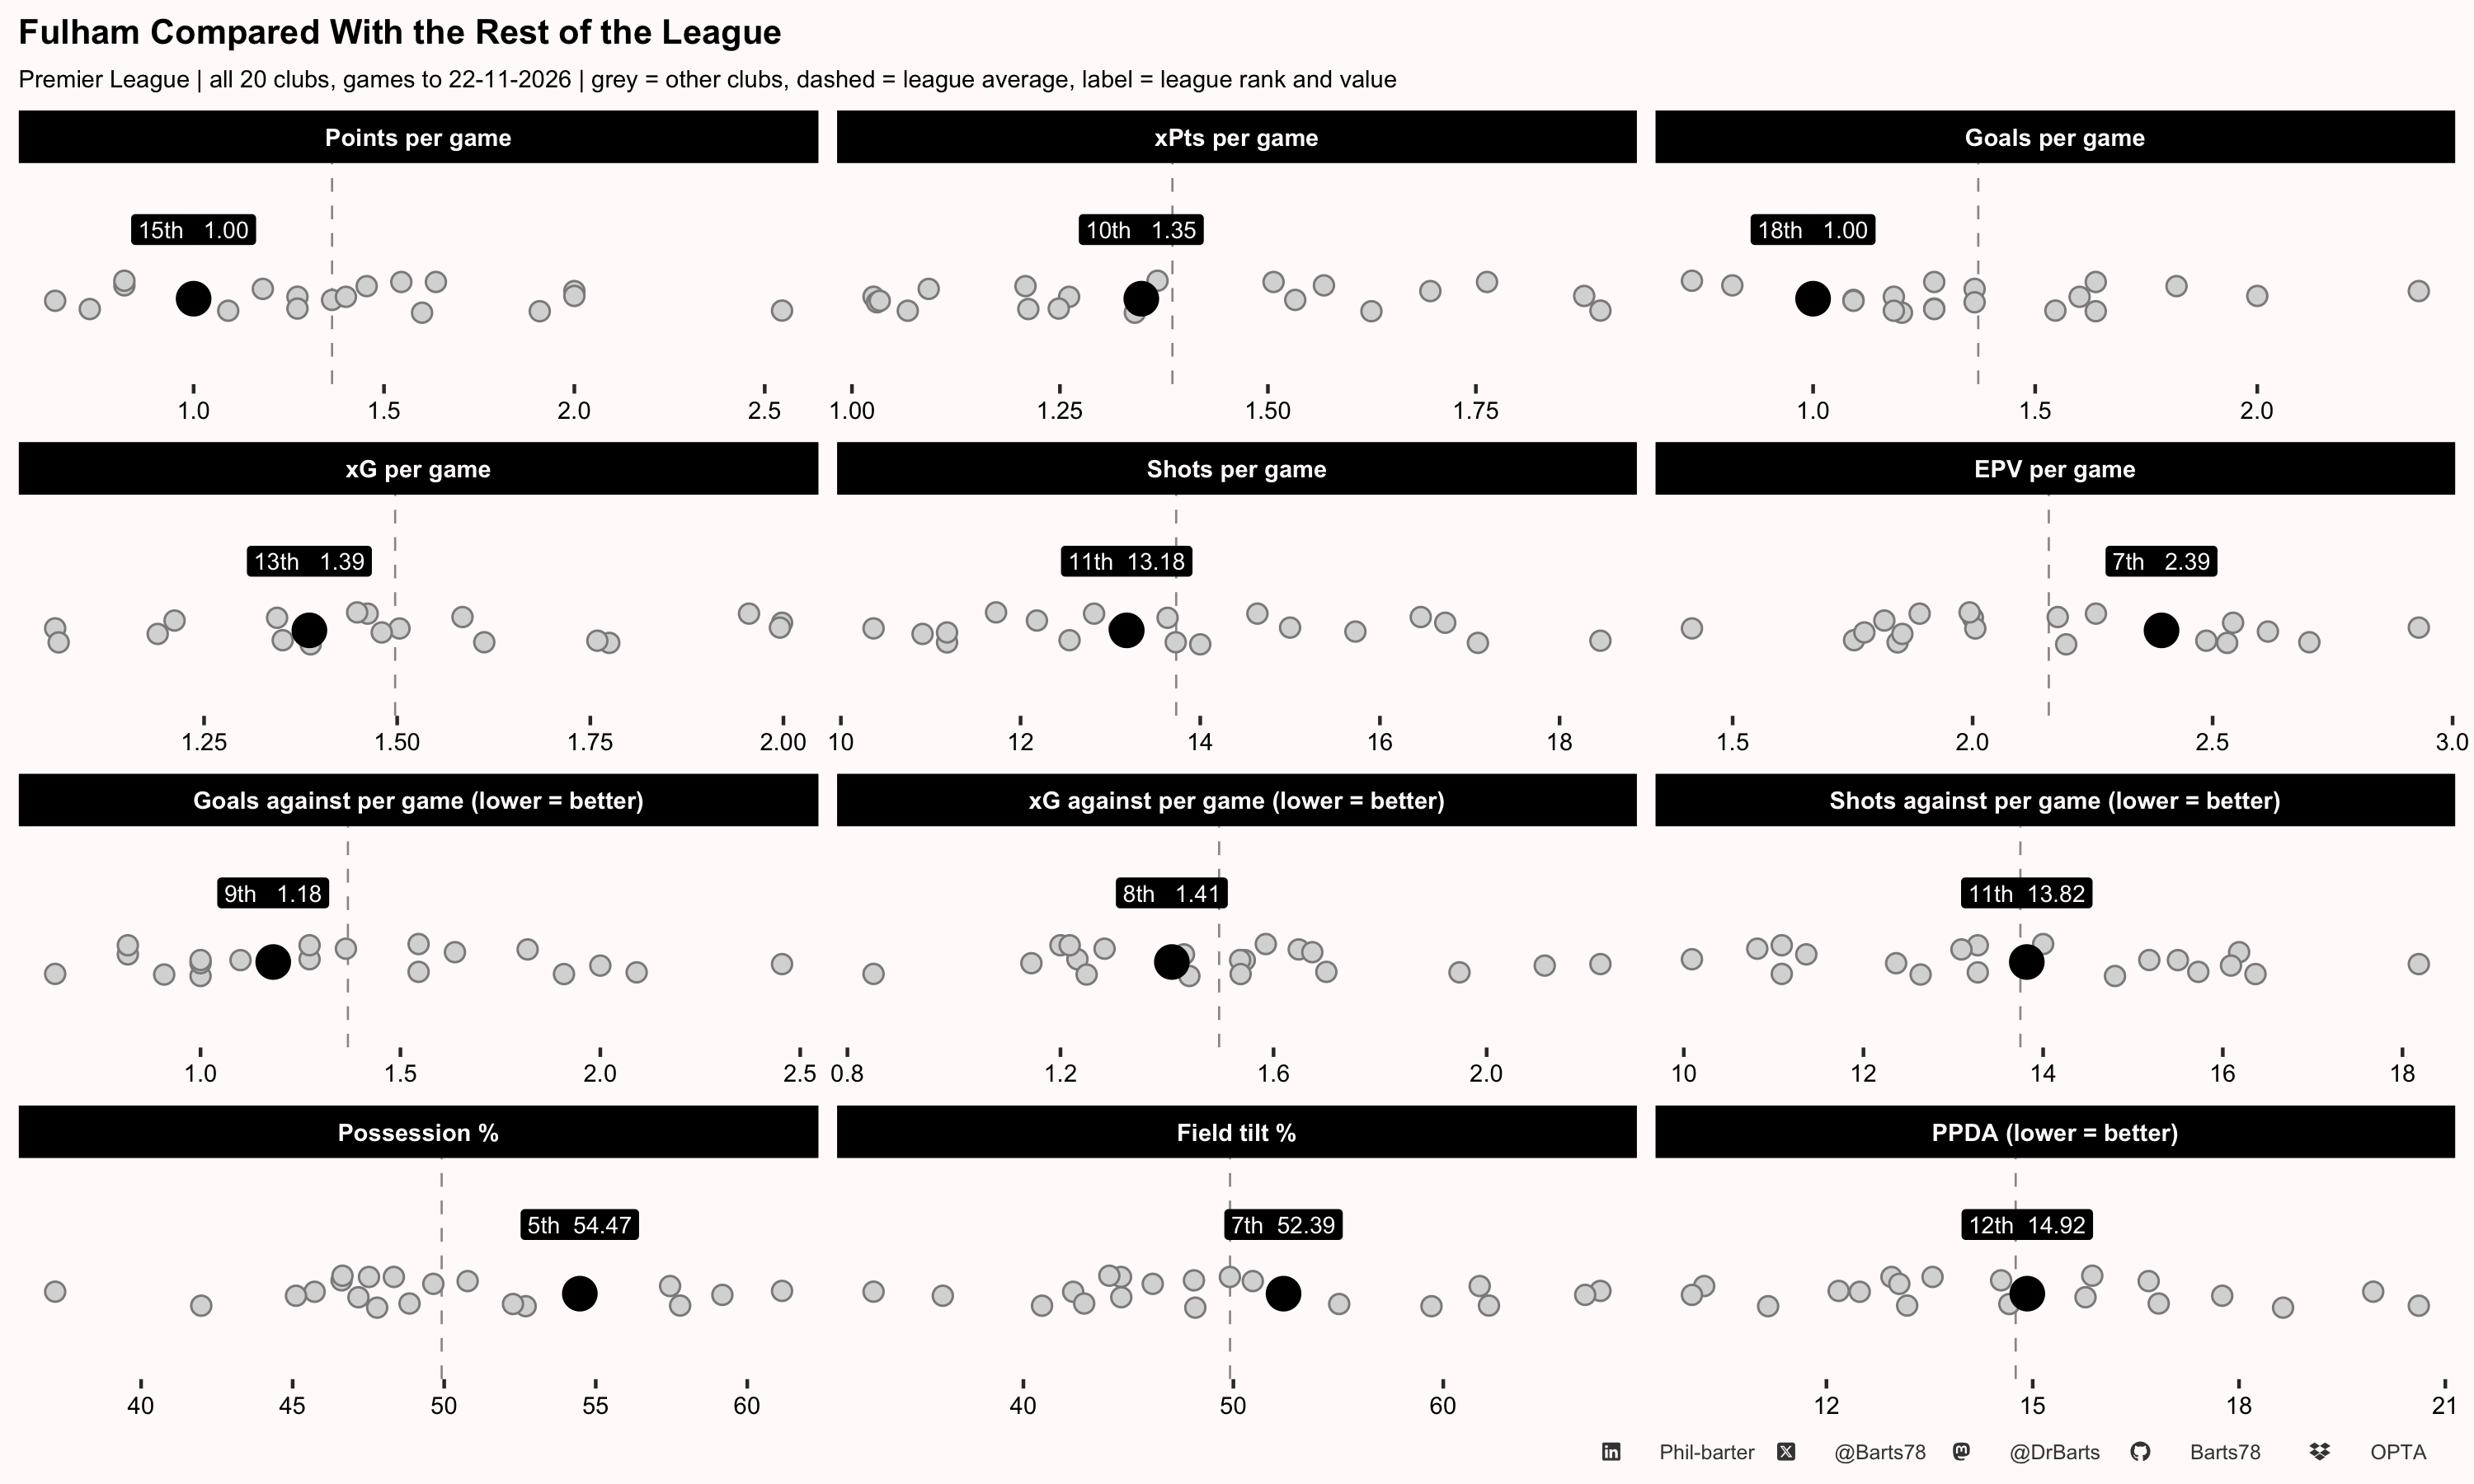 Fulham Compared With the Rest of the League
Premier League | all 20 clubs, games to 22-11-2026 | grey = other clubs, dashed = league average, label = league rank and value
Points per game
15th 1.00
1.0 1.5 2.0 2.5
xPts per game
10th 1.35
1.00 1.25 1.50 1.75
Goals per game
18th 1.00
1.0 1.5 2.0
xG per game
13th 1.39
1.25 1.50 1.75 2.00
Shots per game
11th 13.18
10 12 14 16 18
EPV per game
7th 2.39
1.5 2.0 2.5 3.0
Goals against per game (lower = better)
9th 1.18
1.0 1.5 2.0 2.5
xG against per game (lower = better)
8th 1.41
0.8 1.2 1.6 2.0
Shots against per game (lower = better)
11th 13.82
10 12 14 16 18
Possession %
5th 54.47
40 45 50 55 60
Field tilt %
7th 52.39
40 50 60
PPDA (lower = better)
12th 14.92
12 15 18 21
Phil-barter @Barts78 @DrBarts Barts78 OPTA